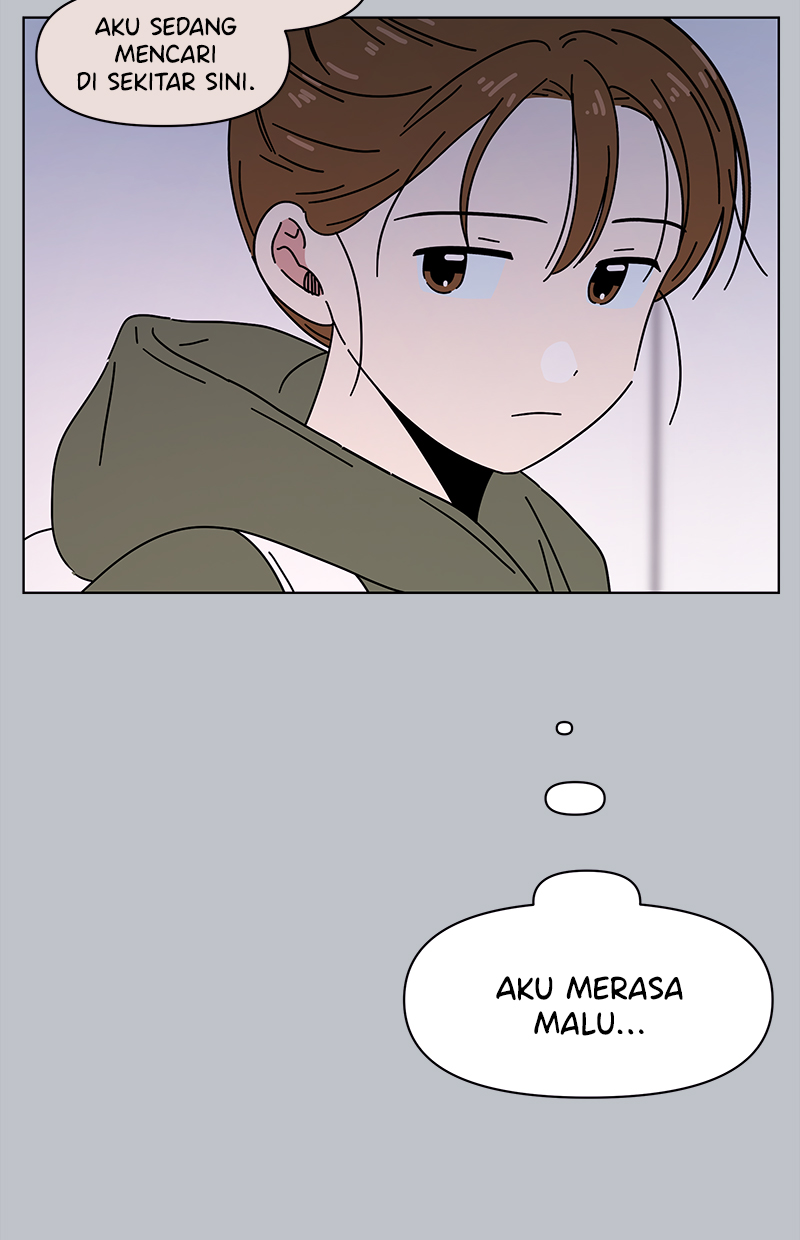 AKU SEDANG
MENCARI
DI SEKITAR SINI.
AKU MERASA
MALU...